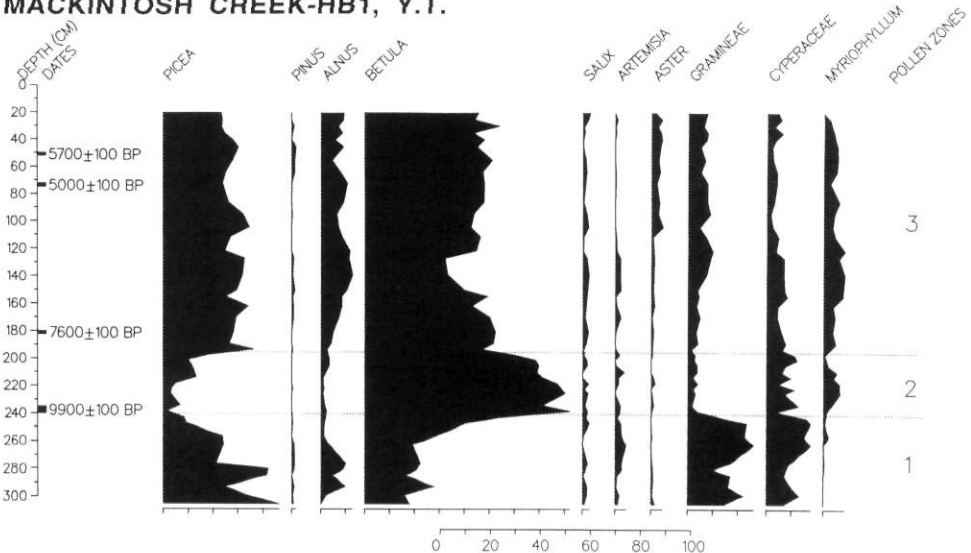 MACKINTOSH CREEK-HB1, Y.T.
DEPTH (CM)
DATES
PICEA
PINUS
ALNUS
BETULA
SALIX
ARTEMISIA
ASTER
GRAMINEAE
CYPERACEAE
MYRIOPHYLLUM
POLLEN ZONES
0
20
40
5700±100 BP
60
5000±100 BP
80
100
3
120
140
160
180
7600±100 BP
200
220
2
240
9900±100 BP
260
1
280
300
0 20 40 60 80 100